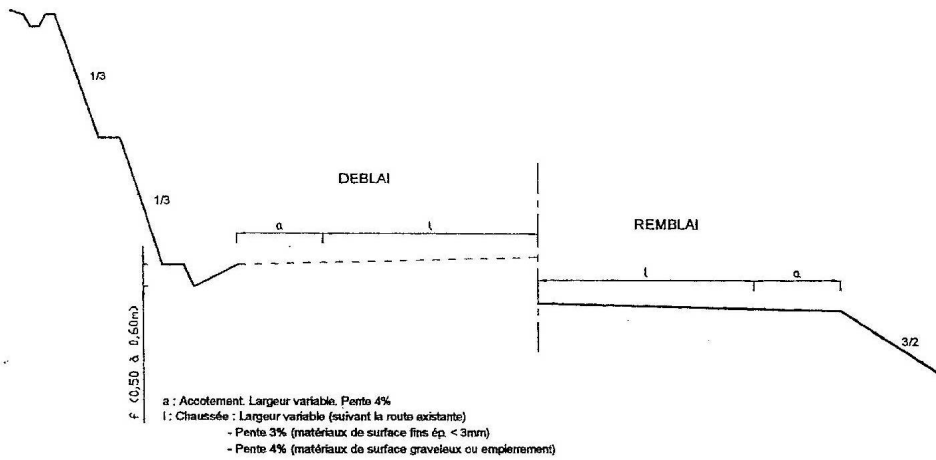 1/3
1/3
DEBLAI
REMBLAI
a
l
l
a
3/2
f (0,50 à 0,60m)
a : Accotement. Largeur variable. Pente 4%
l : Chaussée : Largeur variable (suivant la route existante)
- Pente 3% (matériaux de surface fins ép. < 3mm)
- Pente 4% (matériaux de surface graveleux ou empierrement)